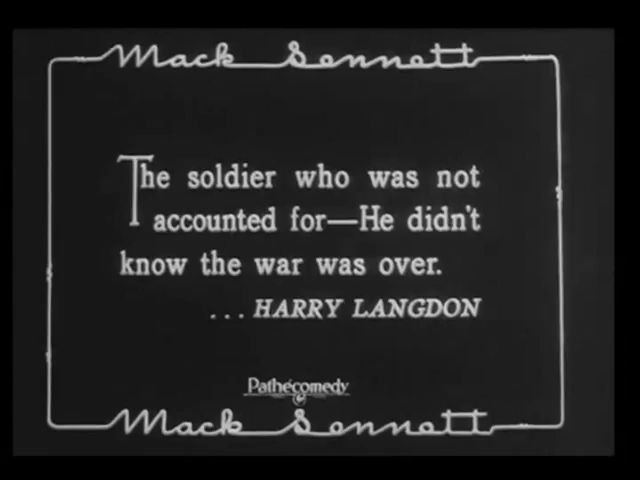 Mack Sennett
The soldier who was not
accounted for—He didn't
know the war was over.
...HARRY LANGDON
Pathécomedy
Mack Sennett